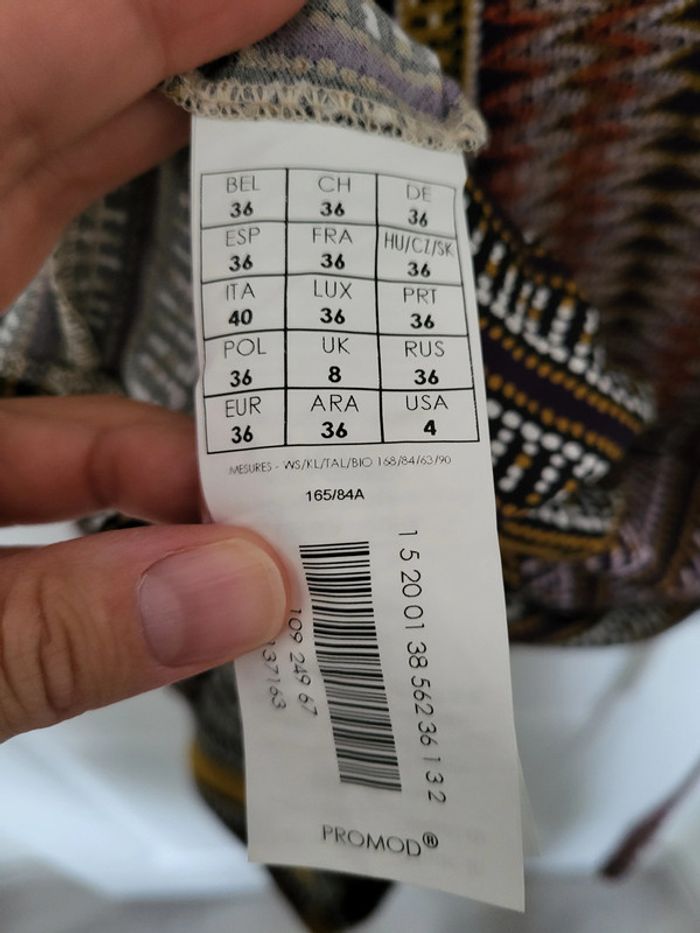 BEL CH DE
36 36 36
ESP FRA HU/CZ/SK
36 36 36
ITA LUX PRT
40 36 36
POL UK RUS
36 8 36
EUR ARA USA
36 36 4
MESURES - WS/KL/TAL/BIO 168/84/63/90
165/84A
1 5 20 01 38 562 36 1 3 2
109 249 67
137163
PROMOD®